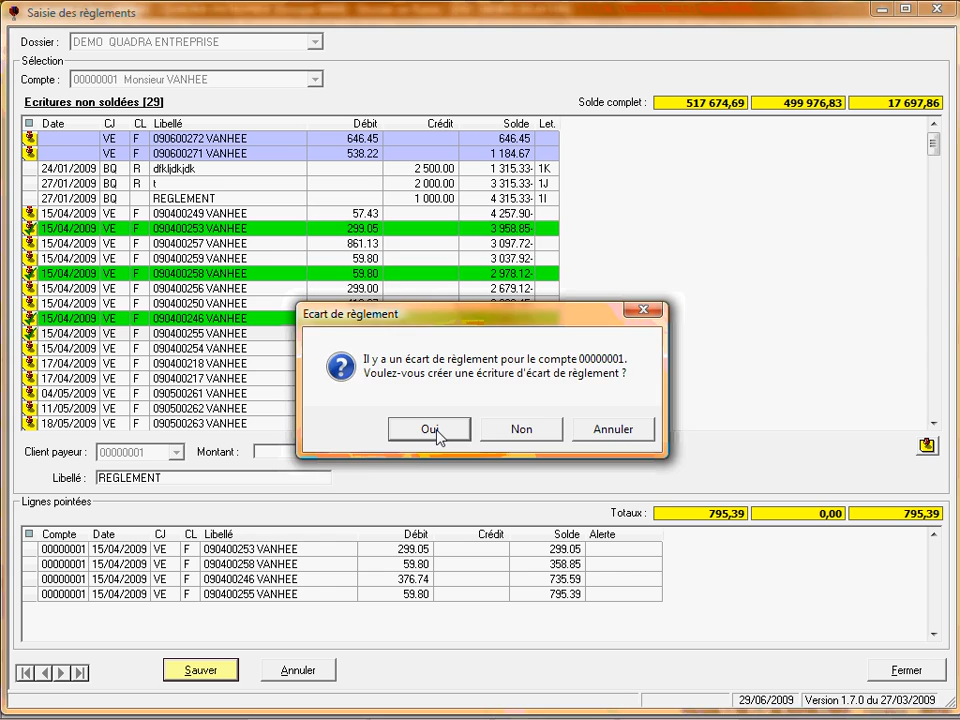 Saisie des règlements
Dossier : DEMO QUADRA ENTREPRISE
Sélection
Compte : 00000001 Monsieur VANHEE
Ecritures non soldées [29] Solde complet : 517 674,69 499 976,83 17 697,86
Date CJ CL Libellé Débit Crédit Solde Let.
VE F 090600272 VANHEE 646.45 646.45
VE F 090600271 VANHEE 538.22 1 184.67
24/01/2009 BQ R dfkljdkjdk 2 500.00 1 315.33- 1K
27/01/2009 BQ R t 2 000.00 3 315.33- 1J
27/01/2009 BQ REGLEMENT 1 000.00 4 315.33- 1I
15/04/2009 VE F 090400249 VANHEE 57.43 4 257.90-
15/04/2009 VE F 090400253 VANHEE 299.05 3 958.85-
15/04/2009 VE F 090400257 VANHEE 861.13 3 097.72-
15/04/2009 VE F 090400259 VANHEE 59.80 3 037.92-
15/04/2009 VE F 090400258 VANHEE 59.80 2 978.12-
15/04/2009 VE F 090400256 VANHEE 299.00 2 679.12-
15/04/2009 VE F 090400250 VANHEE
15/04/2009 VE F 090400246 VANHEE
15/04/2009 VE F 090400255 VANHEE
15/04/2009 VE F 090400254 VANHEE
17/04/2009 VE F 090400218 VANHEE
17/04/2009 VE F 090400217 VANHEE
04/05/2009 VE F 090500261 VANHEE
11/05/2009 VE F 090500262 VANHEE
18/05/2009 VE F 090500263 VANHEE
Ecart de règlement
Il y a un écart de règlement pour le compte 00000001.
Voulez-vous créer une écriture d'écart de règlement ?
Oui Non Annuler
Client payeur : 00000001 Montant :
Libellé : REGLEMENT
Lignes pointées
Totaux : 795,39 0,00 795,39
Compte Date CJ CL Libellé Débit Crédit Solde Alerte
00000001 15/04/2009 VE F 090400253 VANHEE 299.05 299.05
00000001 15/04/2009 VE F 090400258 VANHEE 59.80 358.85
00000001 15/04/2009 VE F 090400246 VANHEE 376.74 735.59
00000001 15/04/2009 VE F 090400255 VANHEE 59.80 795.39
Sauver Annuler Fermer
29/06/2009 Version 1.7.0 du 27/03/2009